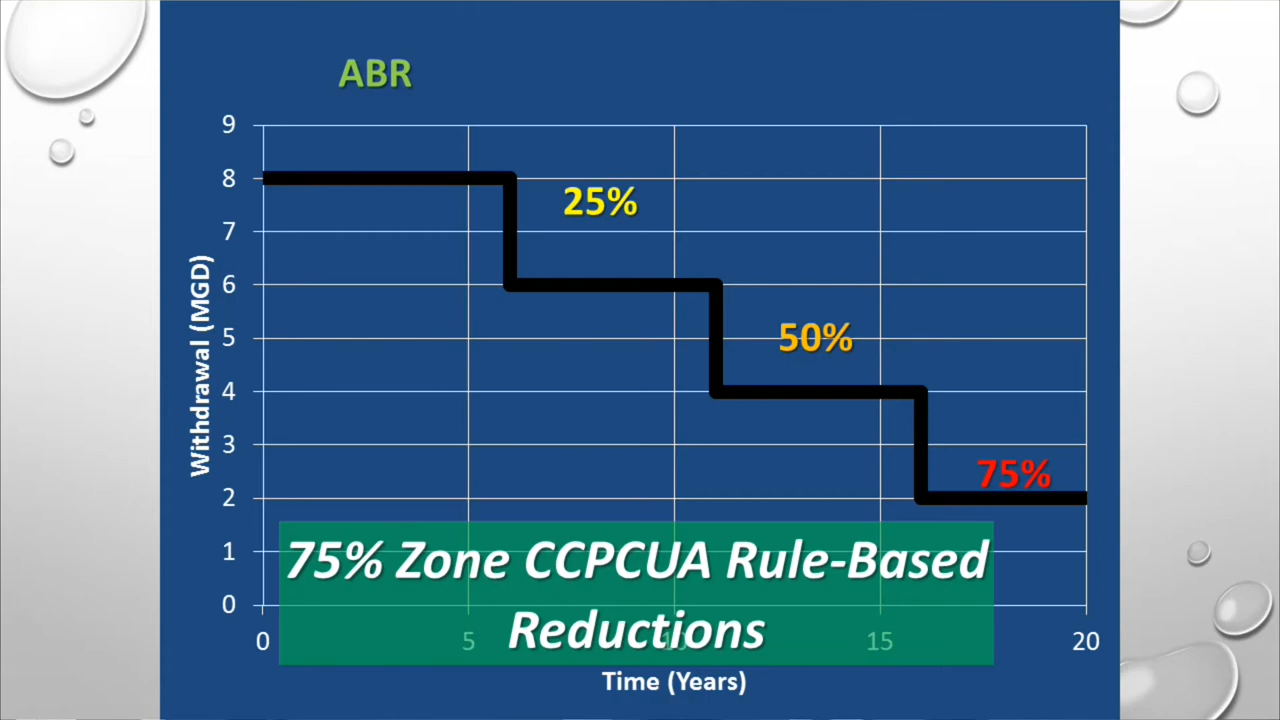 ABR
9
8
25%
7
Withdrawal (MGD)
6
5
50%
4
3
75%
2
1
75% Zone CCPCUA Rule-Based
Reductions
0
0 5 10 15 20
Time (Years)